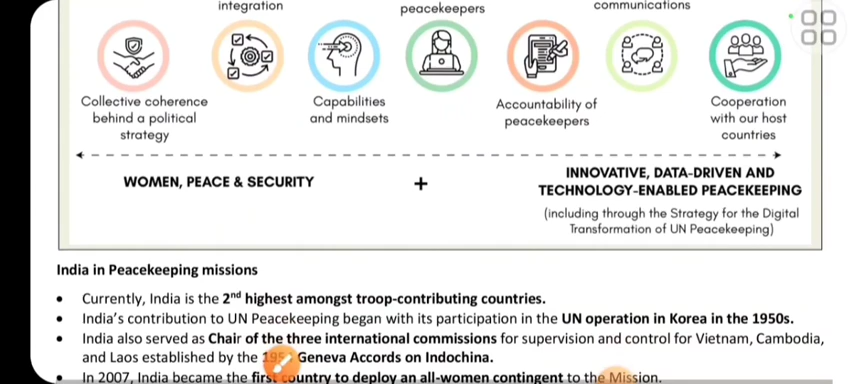 integration
peacekeepers
communications
Collective coherence
behind a political
strategy
Capabilities
and mindsets
Accountability of
peacekeepers
Cooperation
with our host
countries
WOMEN, PEACE & SECURITY
+
INNOVATIVE, DATA-DRIVEN AND
TECHNOLOGY-ENABLED PEACEKEEPING
(including through the Strategy for the Digital
Transformation of UN Peacekeeping)
India in Peacekeeping missions
• Currently, India is the 2nd highest amongst troop-contributing countries.
• India's contribution to UN Peacekeeping began with its participation in the UN operation in Korea in the 1950s.
• India also served as Chair of the three international commissions for supervision and control for Vietnam, Cambodia,
and Laos established by the Geneva Accords on Indochina.
• In 2007, India became the first country to deploy an all-women contingent to the Mission.